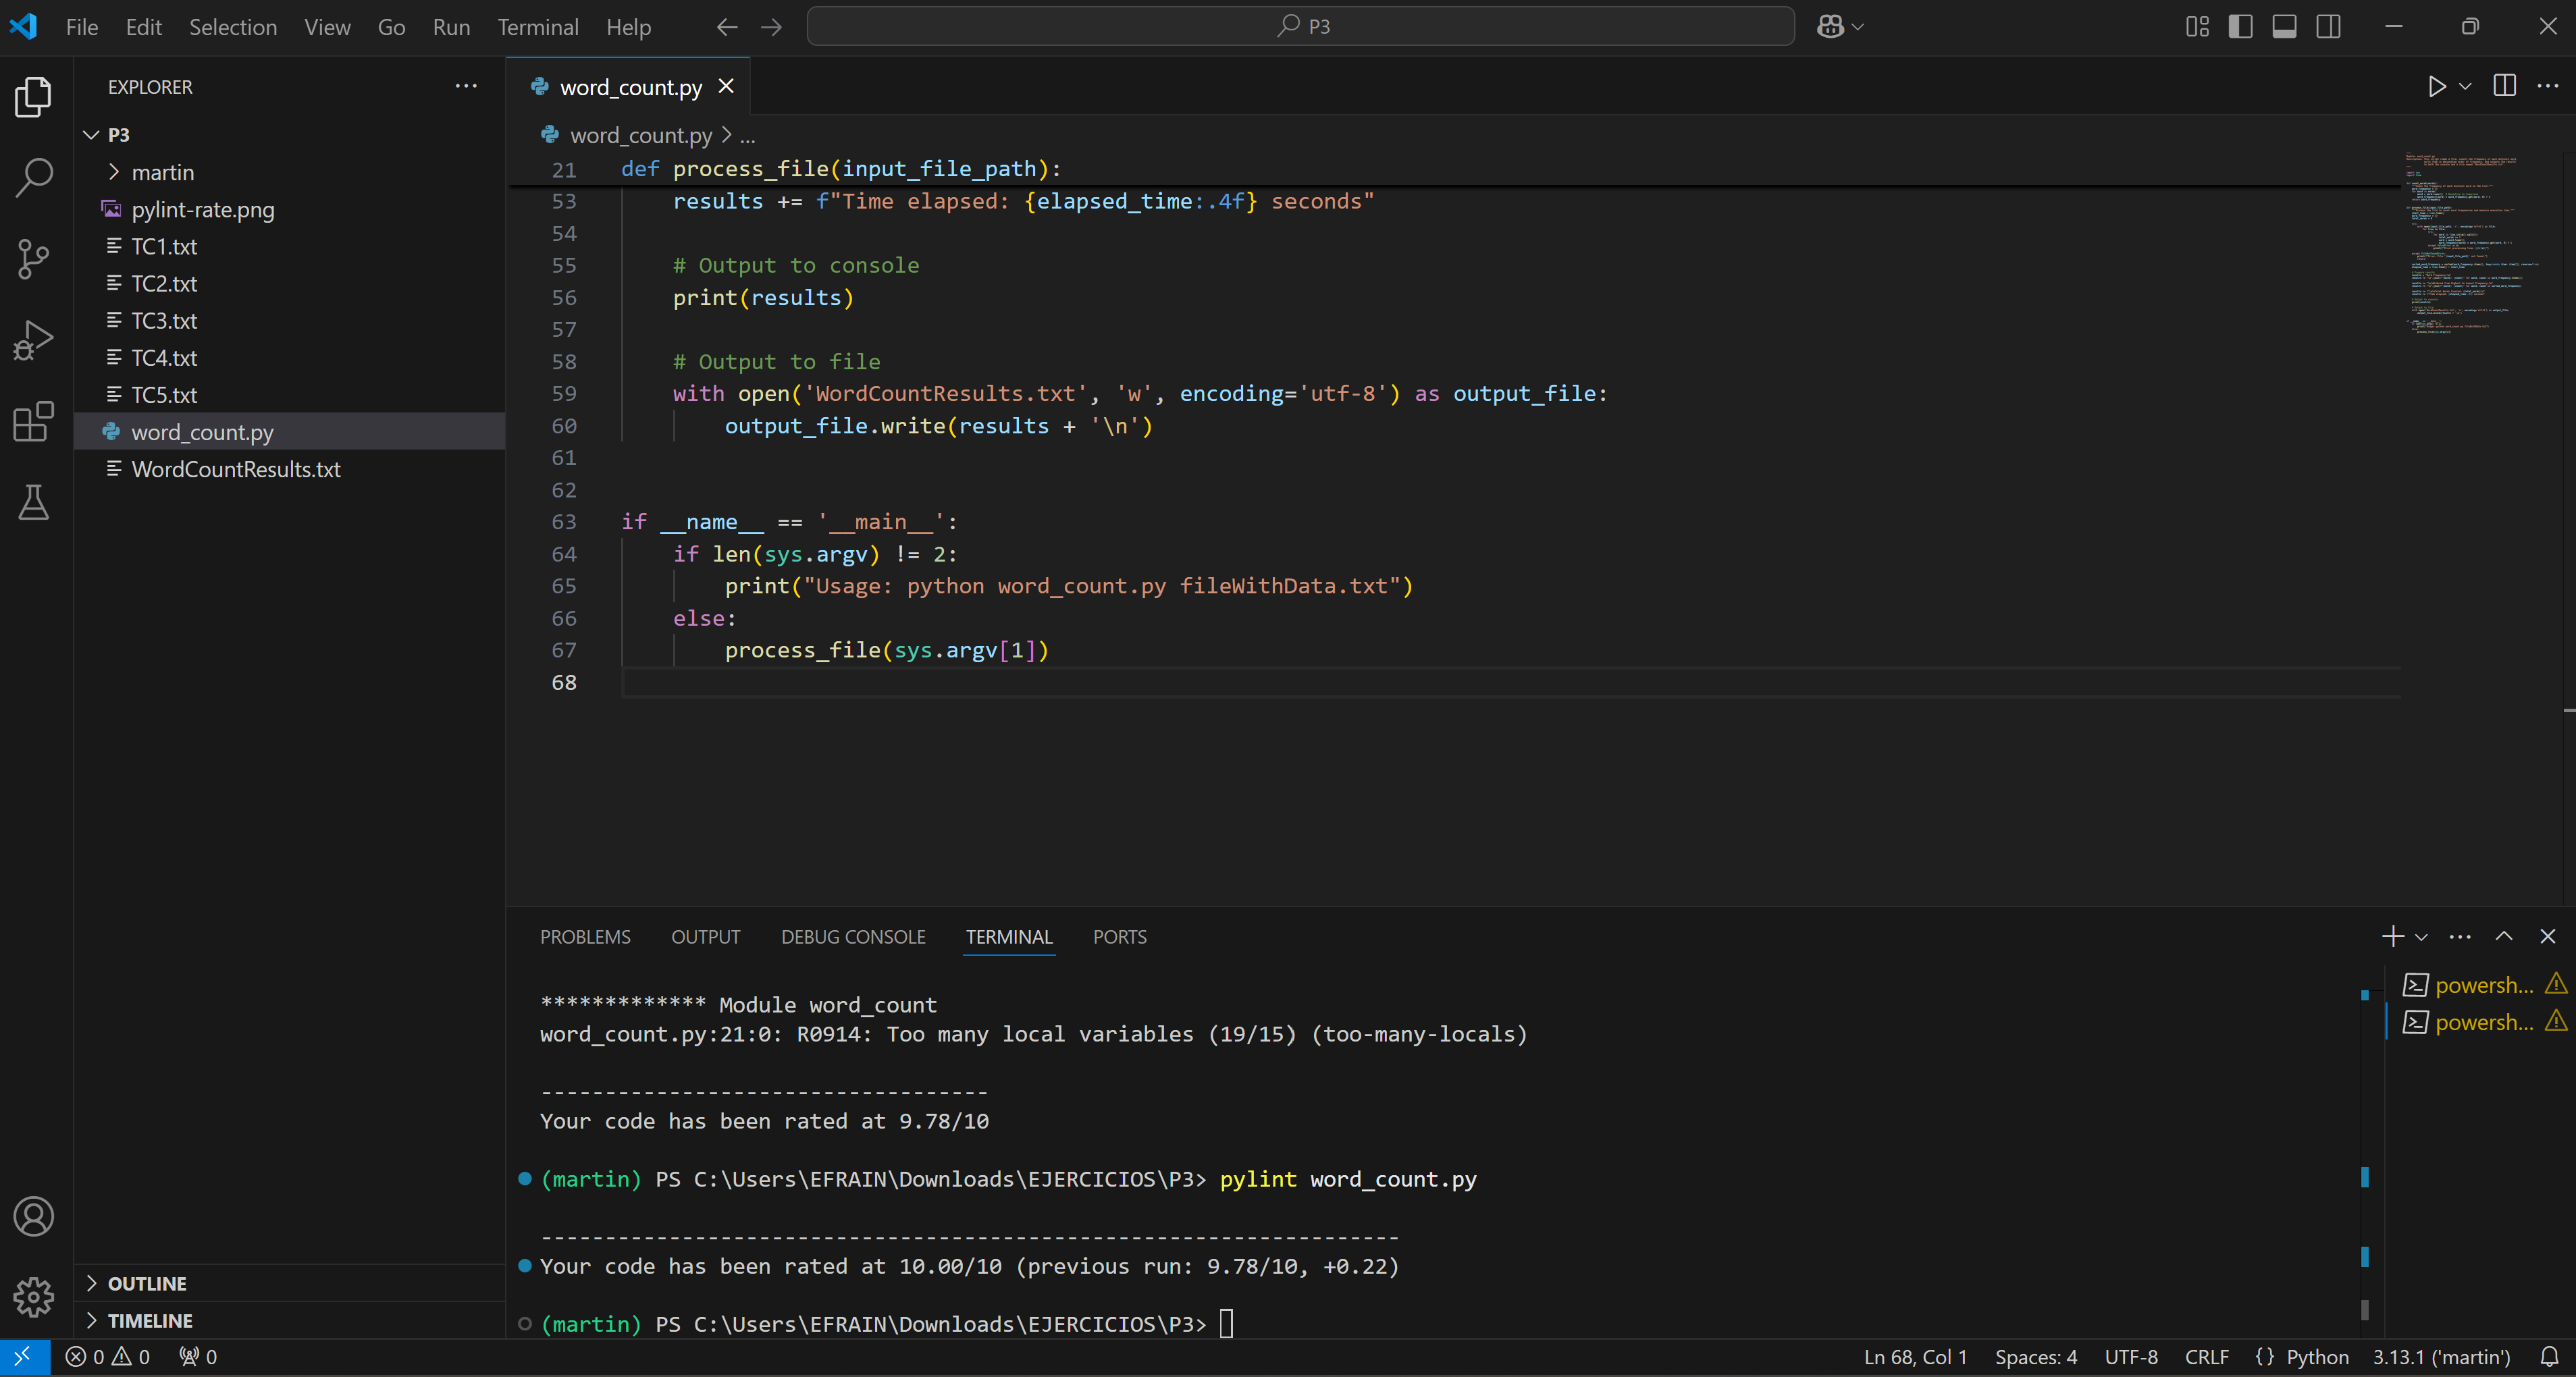 File Edit Selection View Go Run Terminal Help P3
EXPLORER
P3
martin
pylint-rate.png
TC1.txt
TC2.txt
TC3.txt
TC4.txt
TC5.txt
word_count.py
WordCountResults.txt
OUTLINE
TIMELINE
word_count.py
word_count.py > ...
21 def process_file(input_file_path):
53 results += f"Time elapsed: {elapsed_time:.4f} seconds"
54
55 # Output to console
56 print(results)
57
58 # Output to file
59 with open('WordCountResults.txt', 'w', encoding='utf-8') as output_file:
60 output_file.write(results + '\n')
61
62
63 if __name__ == '__main__':
64 if len(sys.argv) != 2:
65 print("Usage: python word_count.py fileWithData.txt")
66 else:
67 process_file(sys.argv[1])
68
PROBLEMS OUTPUT DEBUG CONSOLE TERMINAL PORTS
************* Module word_count
word_count.py:21:0: R0914: Too many local variables (19/15) (too-many-locals)
-----------------------------------
Your code has been rated at 9.78/10
(martin) PS C:\Users\EFRAIN\Downloads\EJERCICIOS\P3> pylint word_count.py
-------------------------------------------------------------------
Your code has been rated at 10.00/10 (previous run: 9.78/10, +0.22)
(martin) PS C:\Users\EFRAIN\Downloads\EJERCICIOS\P3>
powersh...
powersh...
0 0 0 Ln 68, Col 1 Spaces: 4 UTF-8 CRLF {} Python 3.13.1 ('martin')